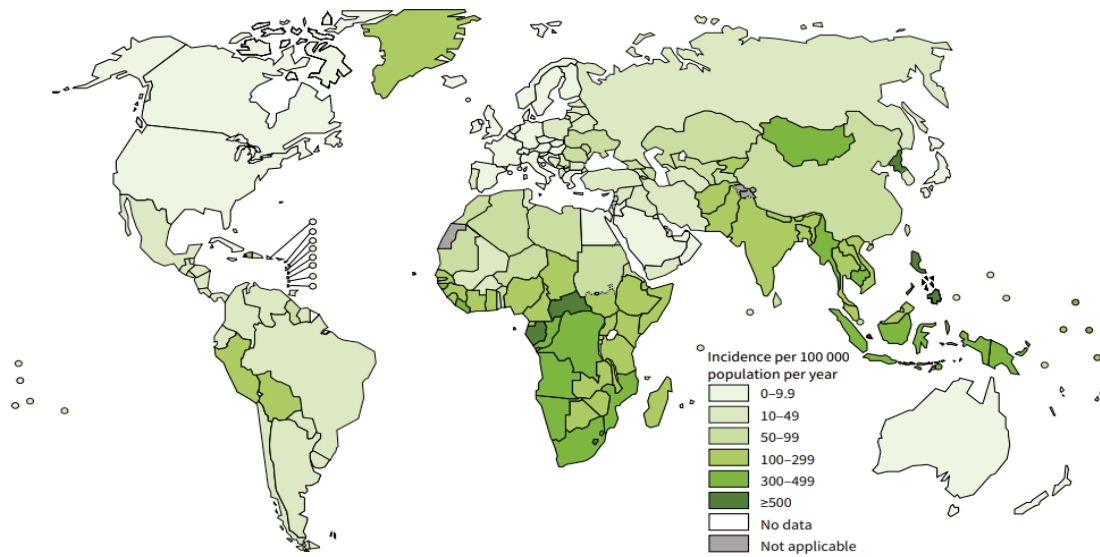 Incidence per 100 000
population per year
0–9.9
10–49
50–99
100–299
300–499
≥500
No data
Not applicable